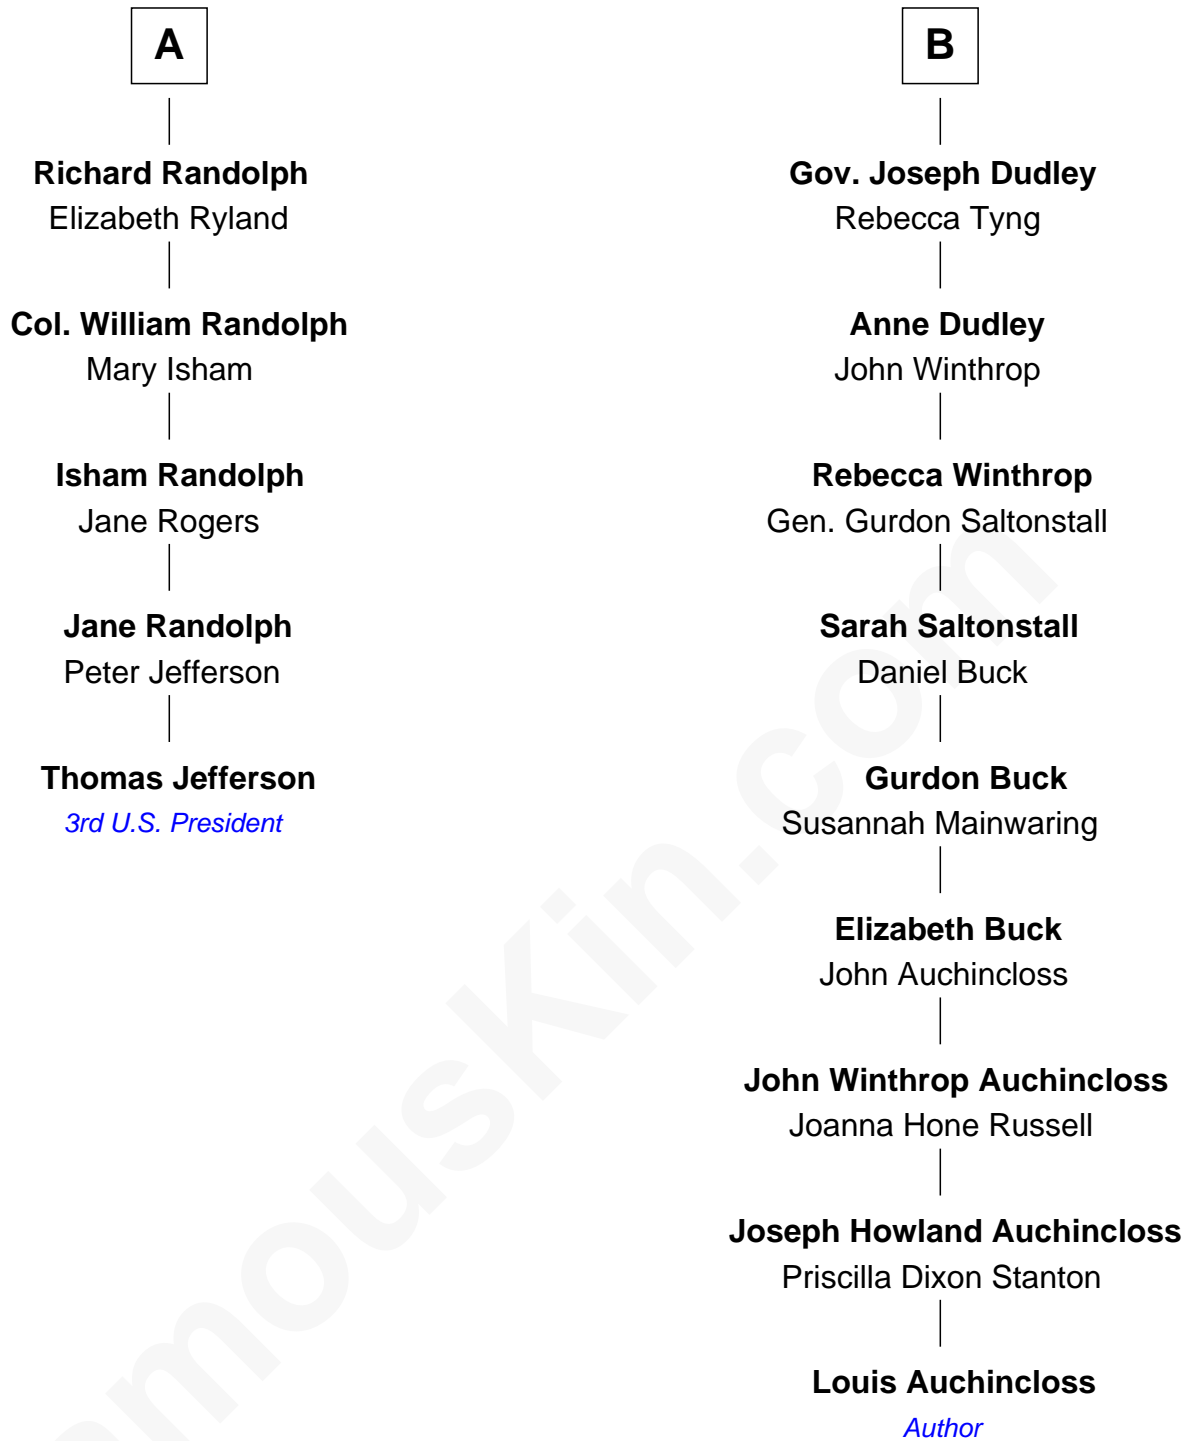 A
Richard Randolph
Elizabeth Ryland
Col. William Randolph
Mary Isham
Isham Randolph
Jane Rogers
Jane Randolph
Peter Jefferson
Thomas Jefferson
3rd U.S. President
B
Gov. Joseph Dudley
Rebecca Tyng
Anne Dudley
John Winthrop
Rebecca Winthrop
Gen. Gurdon Saltonstall
Sarah Saltonstall
Daniel Buck
Gurdon Buck
Susannah Mainwaring
Elizabeth Buck
John Auchincloss
John Winthrop Auchincloss
Joanna Hone Russell
Joseph Howland Auchincloss
Priscilla Dixon Stanton
Louis Auchincloss
Author
amouskin.com